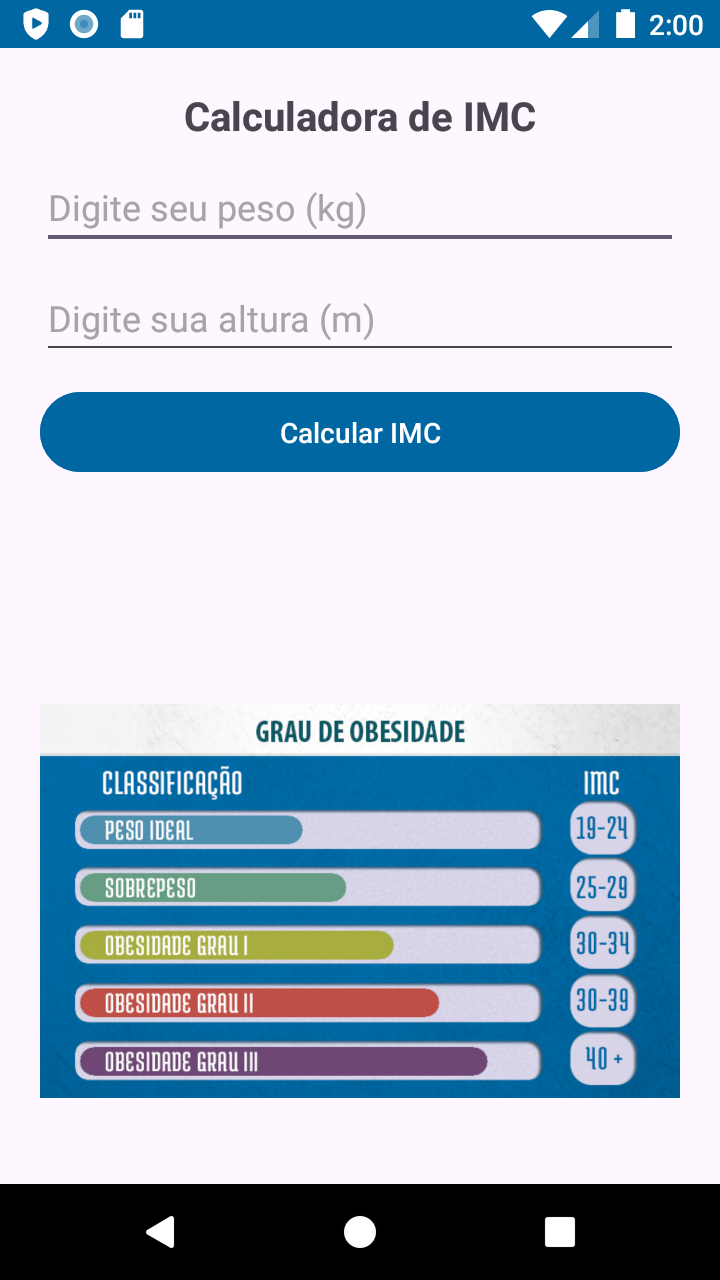 2:00
Calculadora de IMC
Digite seu peso (kg)
Digite sua altura (m)
Calcular IMC
GRAU DE OBESIDADE
CLASSIFICAÇÃO IMC
PESO IDEAL 19-24
SOBREPESO 25-29
OBESIDADE GRAU I 30-34
OBESIDADE GRAU II 30-39
OBESIDADE GRAU III 40 +